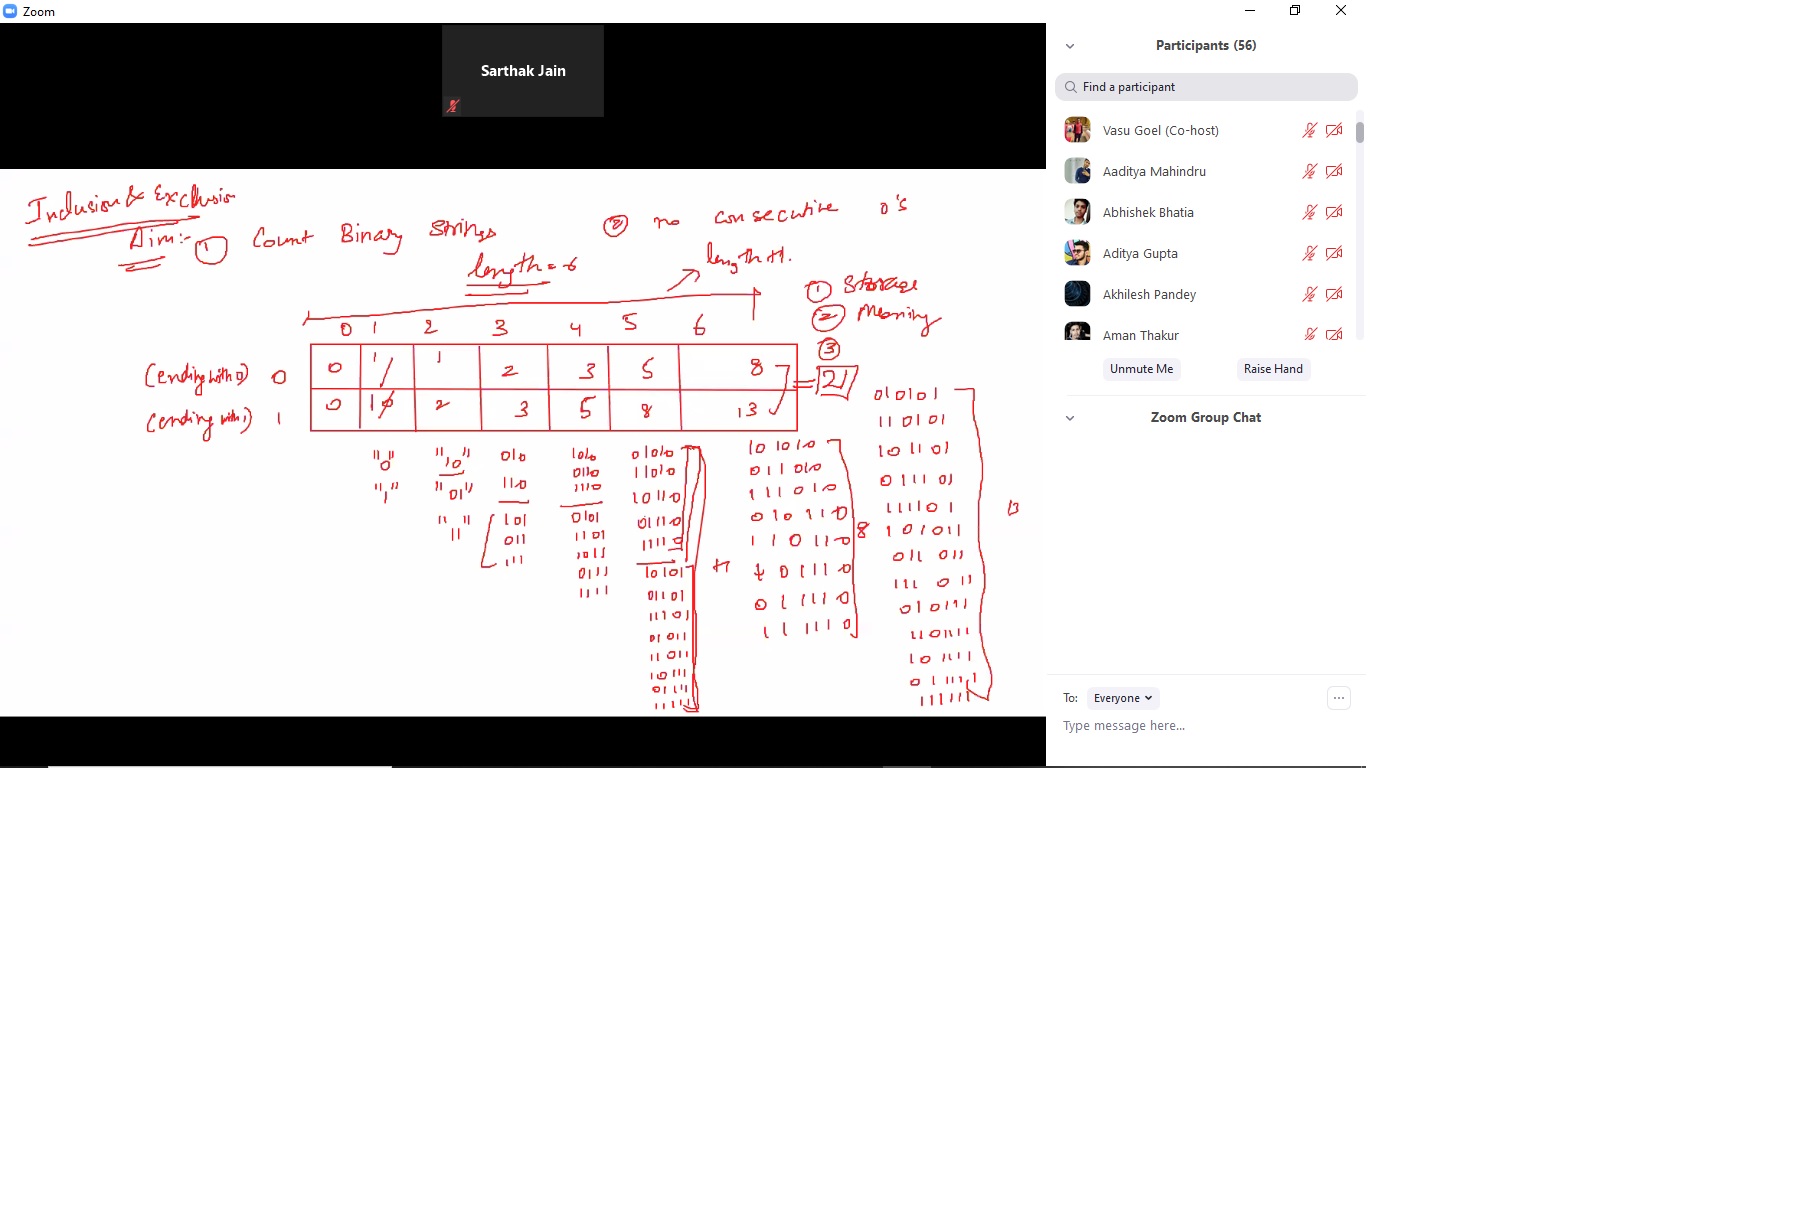 Zoom
Sarthak Jain
Inclusion & Exclusion
Aim:- ① Count Binary Strings ② no consecutive 0's
length = 6
length+1.
① Storage
② Meaning
③
0 1 2 3 4 5 6
(ending with 0) 0 0 1 1 2 3 5 8
= 21
(ending with 1) 1 0 1 2 3 5 8 13
"0"
"1"
"10"
"01"
"11"
010
110
101
011
111
1010
0110
1110
0101
1101
1011
0111
1111
01010
11010
10110
01110
11110
10101
01101
11101
01011
11011
10111
01111
11111
101010
011010
111010
010110
110110
101110
011110
111110
8
010101
110101
101101
011101
111101
101011
011011
111011
010111
110111
101111
011111
111111
13
Participants (56)
Find a participant
Vasu Goel (Co-host)
Aaditya Mahindru
Abhishek Bhatia
Aditya Gupta
Akhilesh Pandey
Aman Thakur
Unmute Me Raise Hand
Zoom Group Chat
To: Everyone
Type message here...